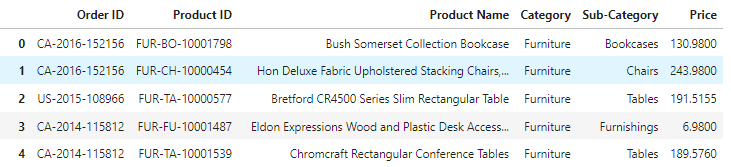 Order ID Product ID Product Name Category Sub-Category Price
0 CA-2016-152156 FUR-BO-10001798 Bush Somerset Collection Bookcase Furniture Bookcases 130.9800
1 CA-2016-152156 FUR-CH-10000454 Hon Deluxe Fabric Upholstered Stacking Chairs,... Furniture Chairs 243.9800
2 US-2015-108966 FUR-TA-10000577 Bretford CR4500 Series Slim Rectangular Table Furniture Tables 191.5155
3 CA-2014-115812 FUR-FU-10001487 Eldon Expressions Wood and Plastic Desk Access... Furniture Furnishings 6.9800
4 CA-2014-115812 FUR-TA-10001539 Chromcraft Rectangular Conference Tables Furniture Tables 189.5760